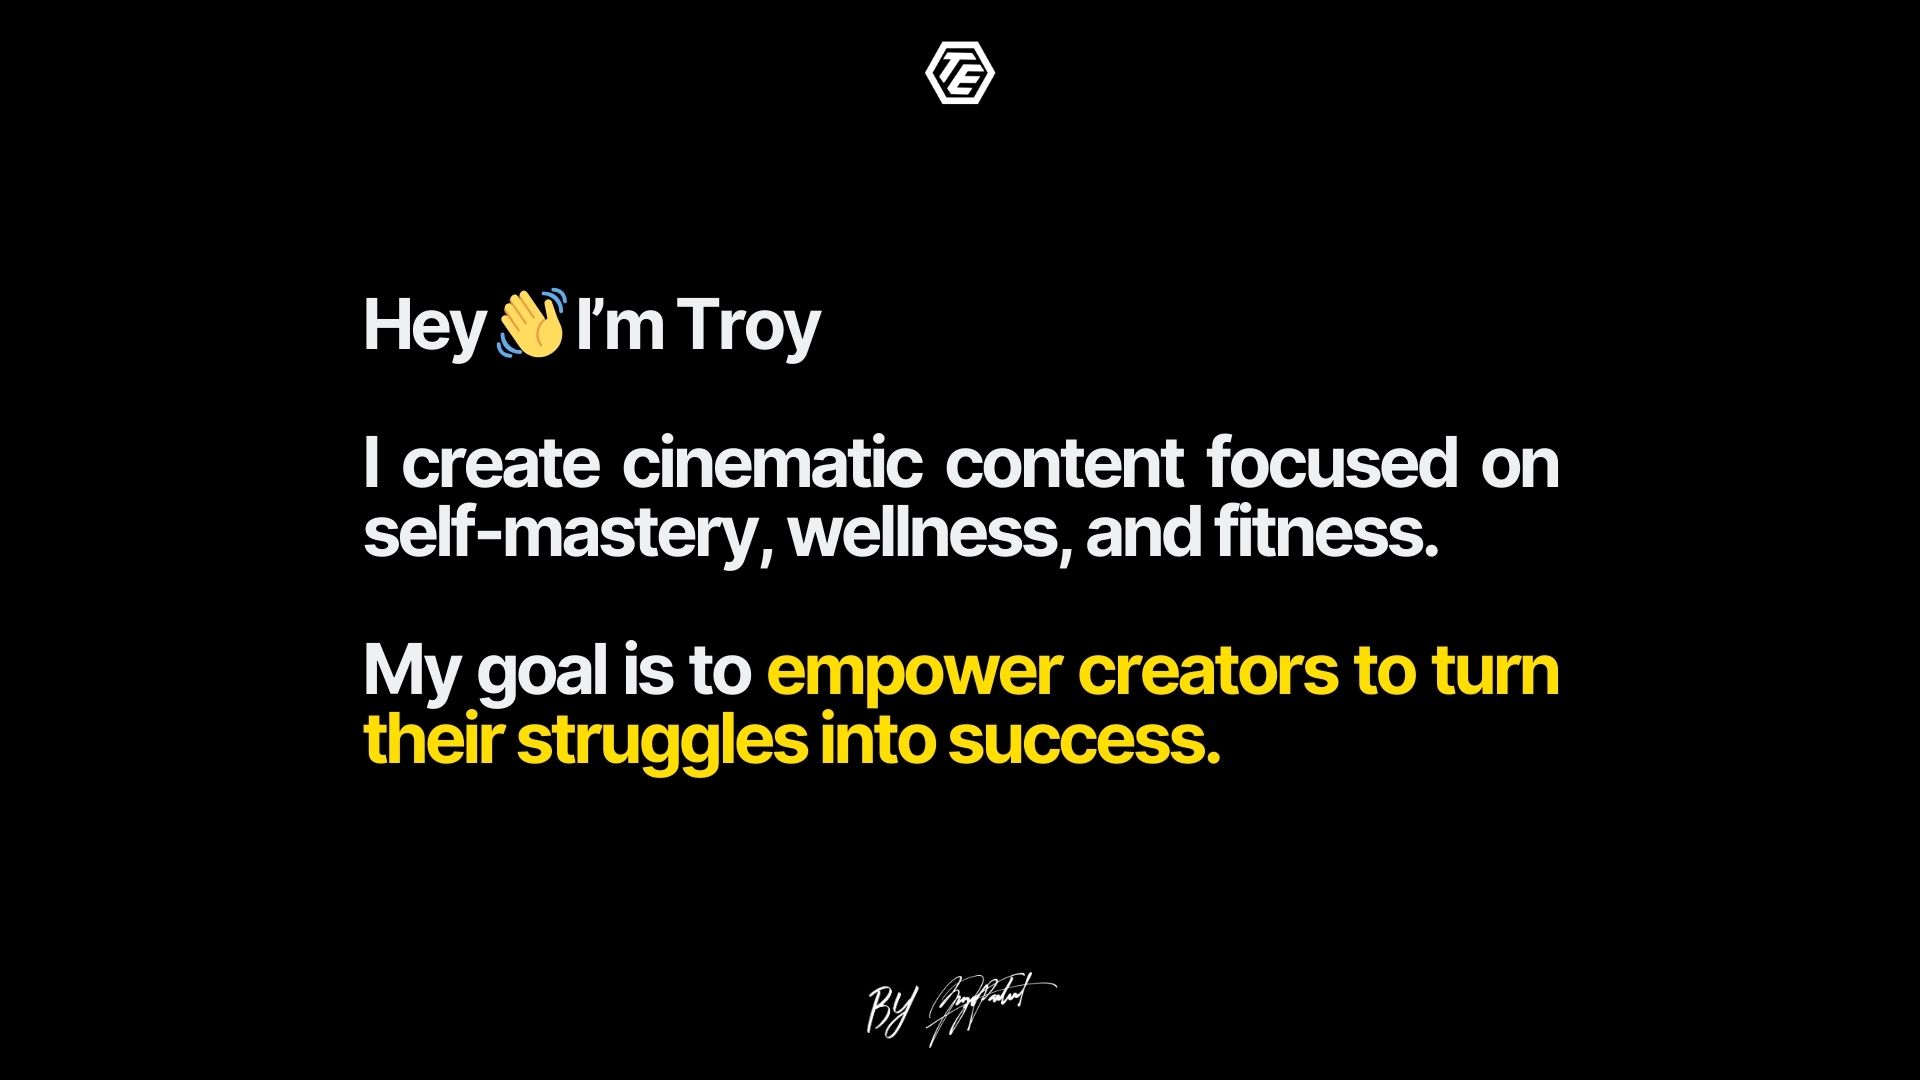 TE
Hey 👋 I'm Troy
I create cinematic content focused on
self-mastery, wellness, and fitness.
My goal is to empower creators to turn
their struggles into success.
BY